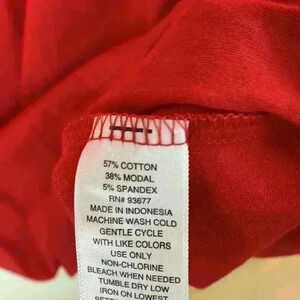 57% COTTON
38% MODAL
5% SPANDEX
RN# 93677
MADE IN INDONESIA
MACHINE WASH COLD
GENTLE CYCLE
WITH LIKE COLORS
USE ONLY
NON-CHLORINE
BLEACH WHEN NEEDED
TUMBLE DRY LOW
IRON ON LOWEST